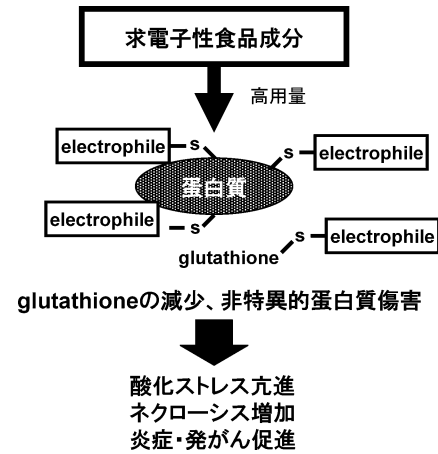 求電子性食品成分
高用量
electrophile
s
s
electrophile
蛋白質
electrophile
s
s
electrophile
glutathione
glutathioneの減少、非特異的蛋白質傷害
酸化ストレス亢進
ネクローシス増加
炎症・発がん促進